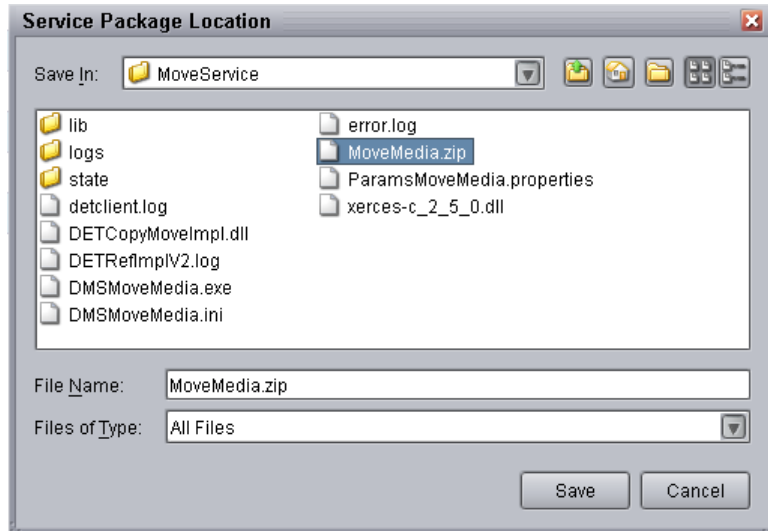 Service Package Location
Save In: MoveService
lib
logs
state
detclient.log
DETCopyMoveImpl.dll
DETRefImplV2.log
DMSMoveMedia.exe
DMSMoveMedia.ini
error.log
MoveMedia.zip
ParamsMoveMedia.properties
xerces-c_2_5_0.dll
File Name: MoveMedia.zip
Files of Type: All Files
Save Cancel